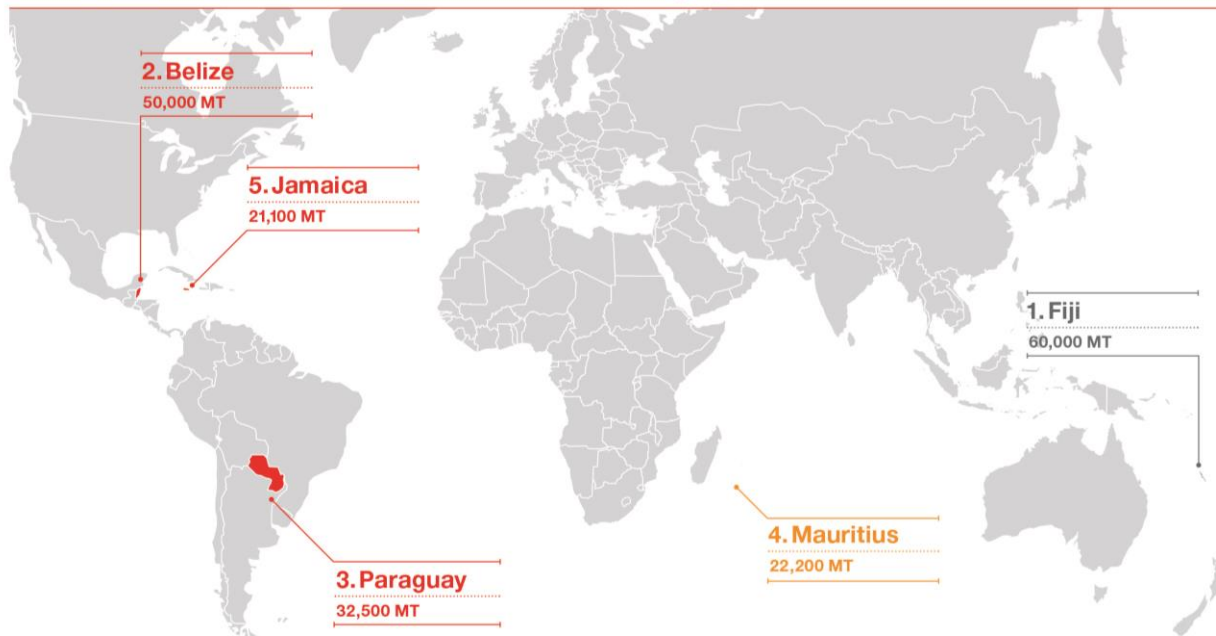 2. Belize
50,000 MT
5. Jamaica
21,100 MT
1. Fiji
60,000 MT
4. Mauritius
22,200 MT
3. Paraguay
32,500 MT